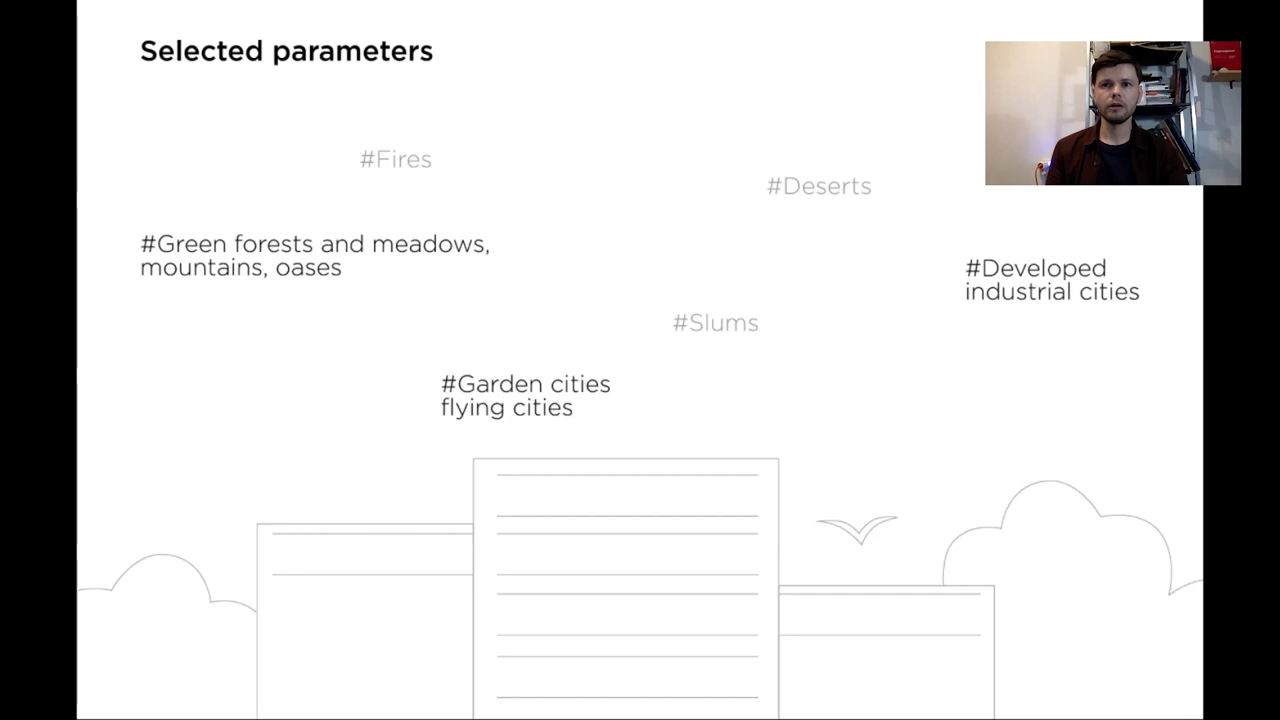 Selected parameters
#Fires
#Deserts
#Green forests and meadows,
mountains, oases
#Developed
industrial cities
#Slums
#Garden cities
flying cities